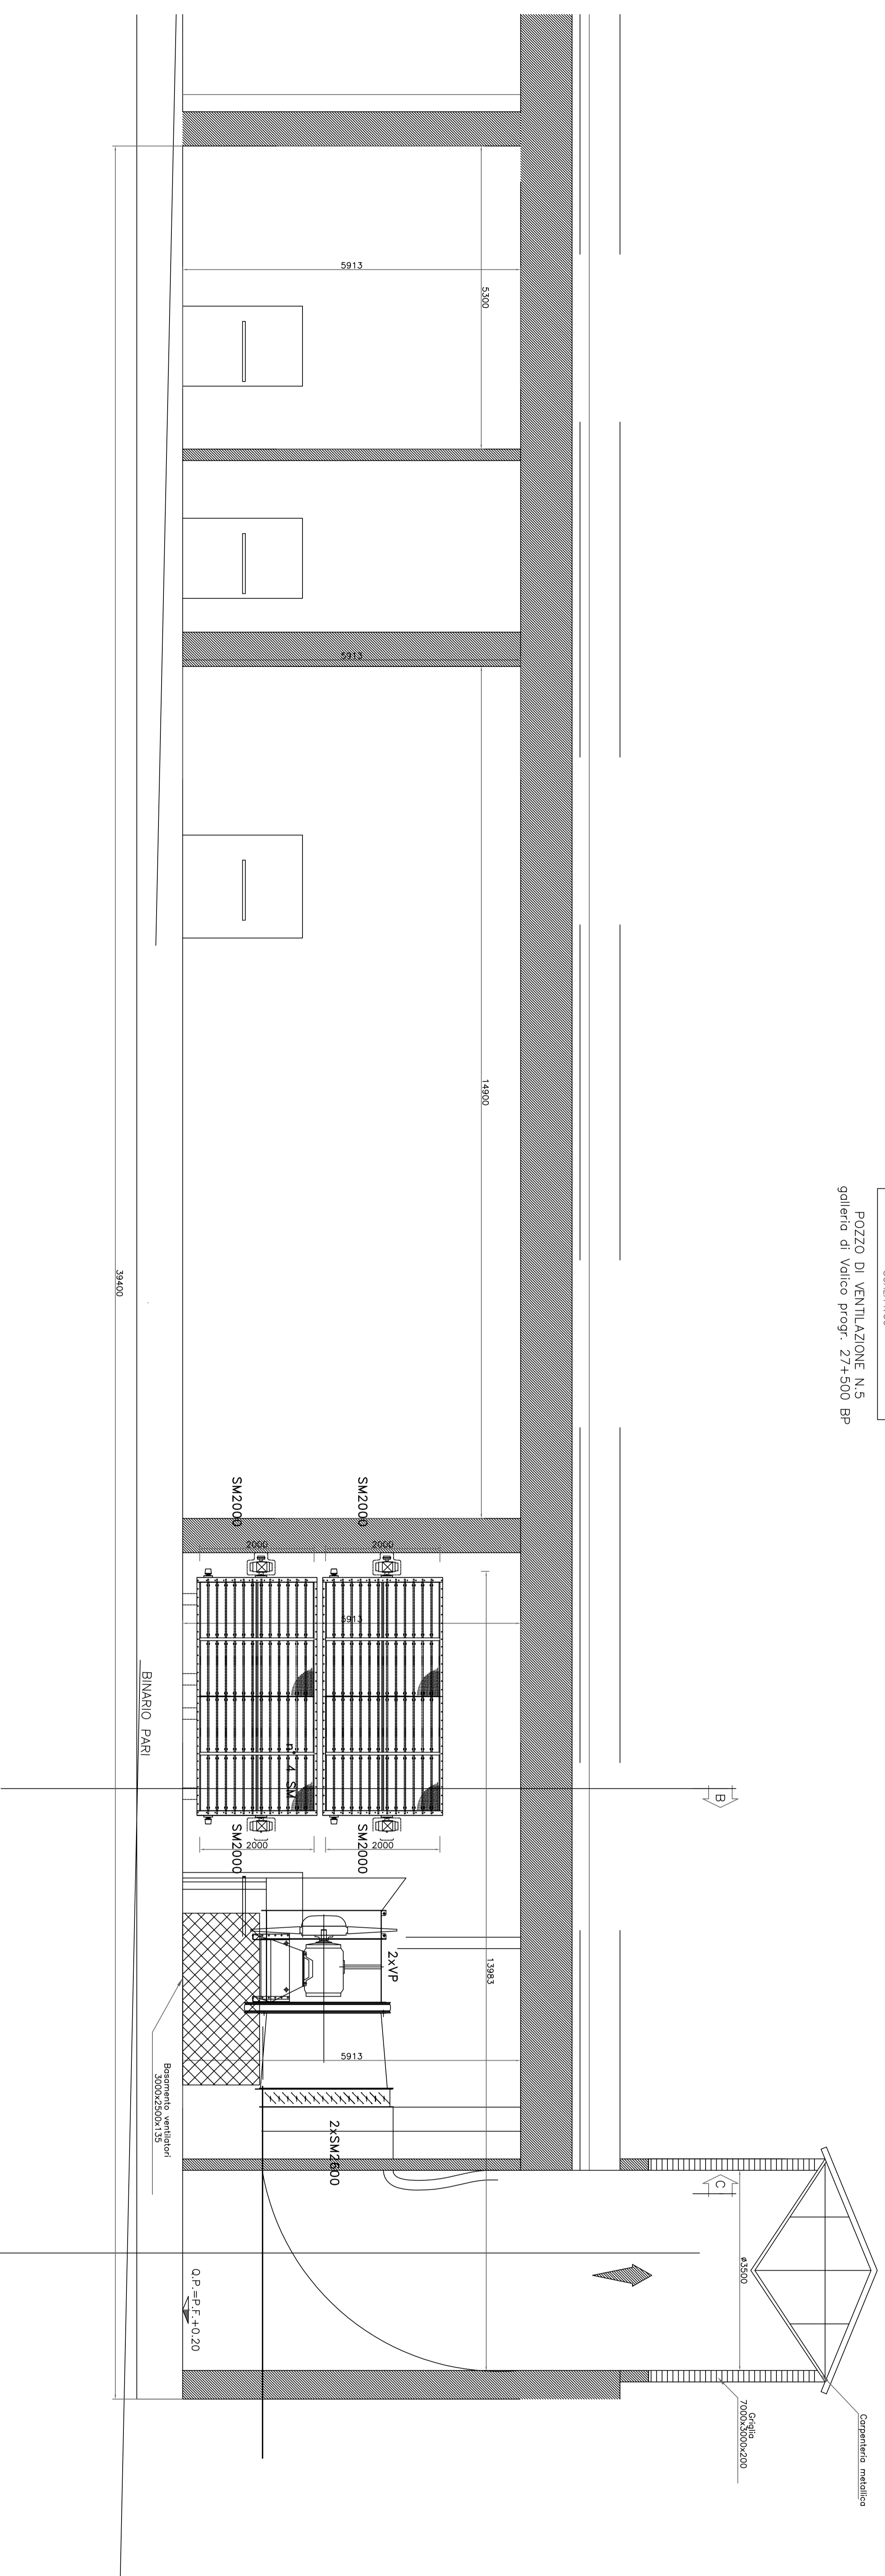 POZZO DI VENTILAZIONE N.5
galleria di Valico progr. 27+500 BP
5913
5300
5913
14900
39400
SM2000
SM2000
2000
2000
5913
n° 4 SM
BINARIO PARI
B
SM2000
SM2000
2000
2000
2xVP
13983
5913
Basamento ventilatori
3000x2500x135
2xSM2600
C
ø3500
Q.P.=P.F.+0.20
Griglia
7000x3000x200
Carpenteria metallica